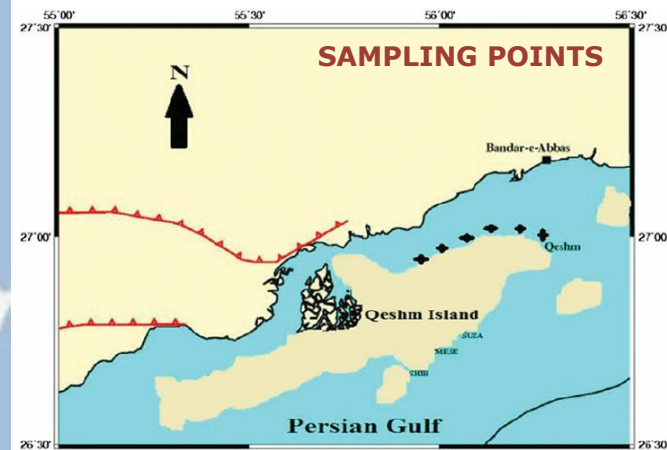 55°00' 55°30' 56°00' 56°30'
27°30' 27°30'
SAMPLING POINTS
N
Bandar-e-Abbas
27°00' 27°00'
Qeshm
Qeshm Island
SUZA
MESE
SHIBI
Persian Gulf
26°30' 26°30'